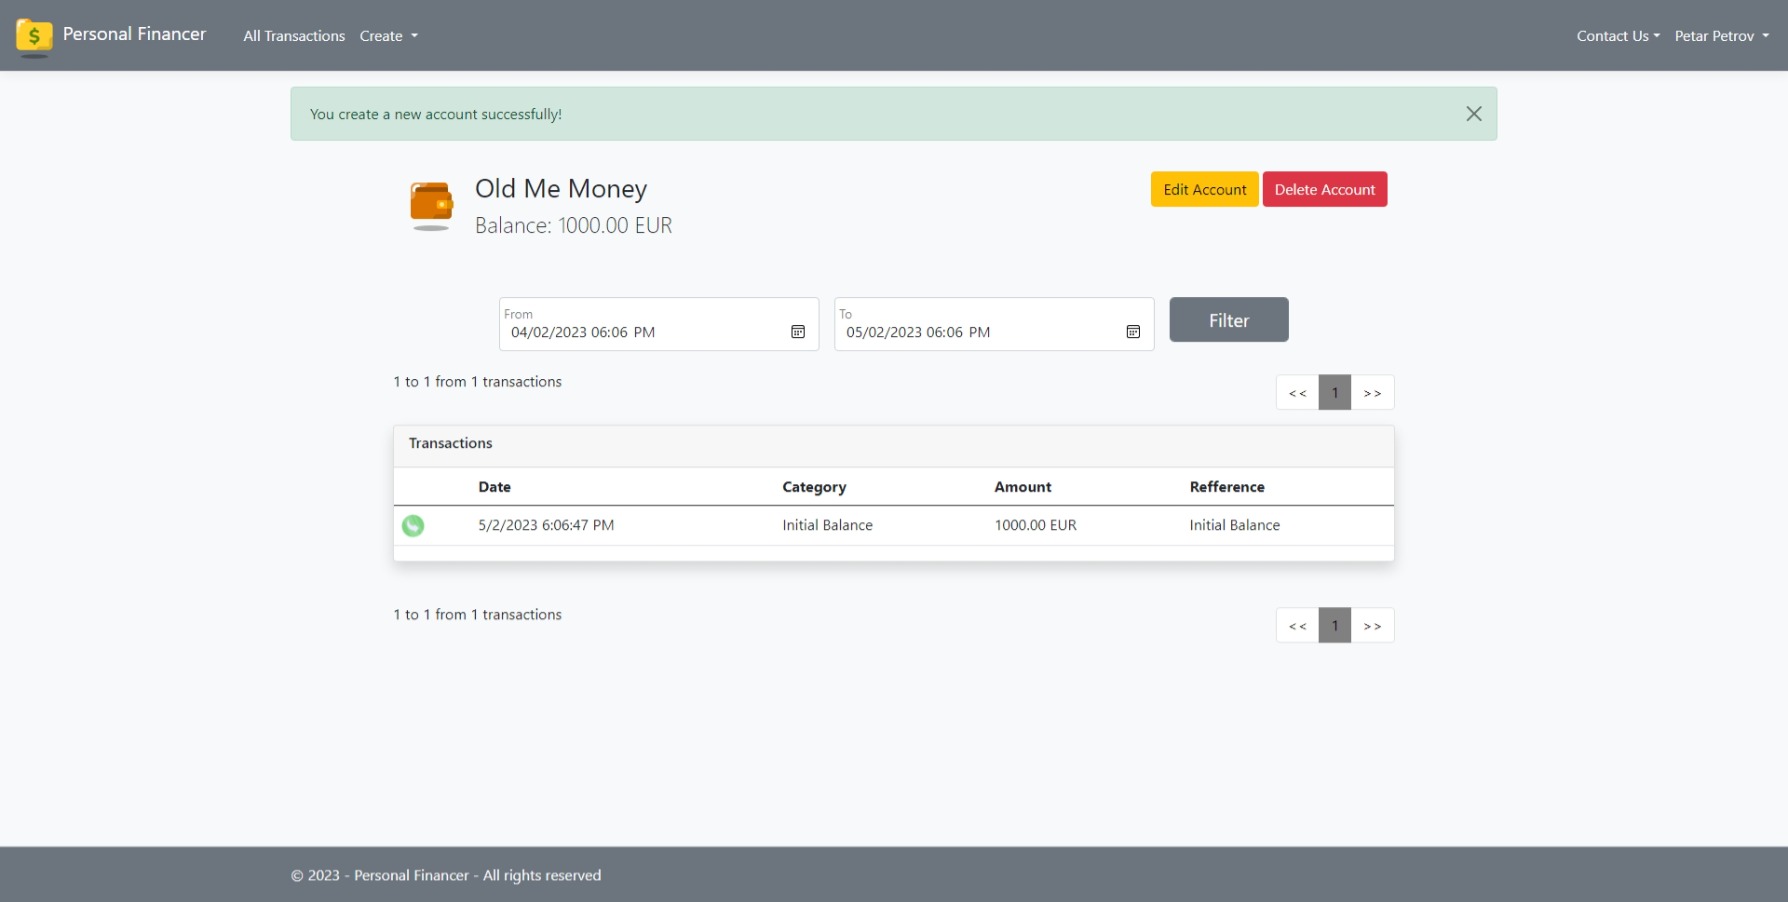 $
Personal Financer
All Transactions
Create
Contact Us
Petar Petrov
You create a new account successfully!
Old Me Money
Edit Account
Delete Account
Balance: 1000.00 EUR
From
04/02/2023 06:06 PM
To
05/02/2023 06:06 PM
Filter
1 to 1 from 1 transactions
<< 1 >>
Transactions
Date Category Amount Refference
5/2/2023 6:06:47 PM Initial Balance 1000.00 EUR Initial Balance
1 to 1 from 1 transactions
<< 1 >>
© 2023 - Personal Financer - All rights reserved